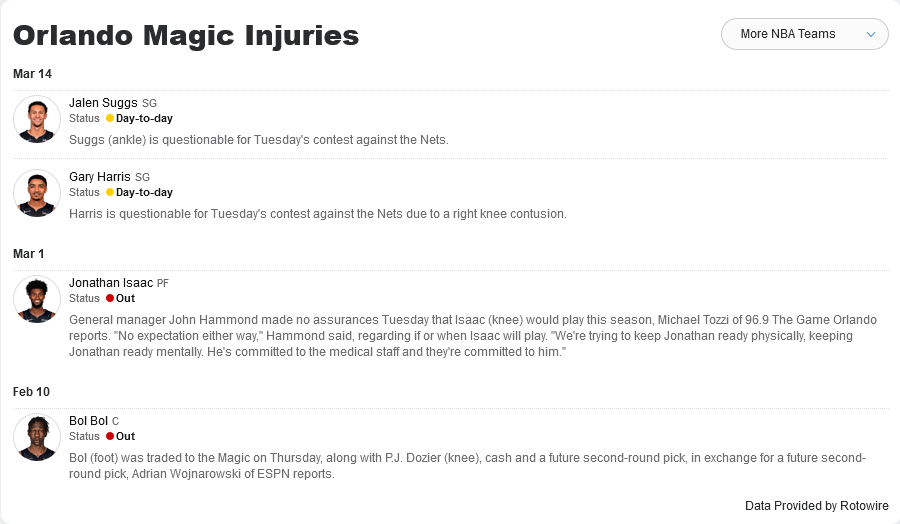 Orlando Magic Injuries
More NBA Teams
Mar 14
Jalen Suggs SG
Status Day-to-day
Suggs (ankle) is questionable for Tuesday's contest against the Nets.
Gary Harris SG
Status Day-to-day
Harris is questionable for Tuesday's contest against the Nets due to a right knee contusion.
Mar 1
Jonathan Isaac PF
Status Out
General manager John Hammond made no assurances Tuesday that Isaac (knee) would play this season, Michael Tozzi of 96.9 The Game Orlando
reports. "No expectation either way," Hammond said, regarding if or when Isaac will play. "We're trying to keep Jonathan ready physically, keeping
Jonathan ready mentally. He's committed to the medical staff and they're committed to him."
Feb 10
Bol Bol C
Status Out
Bol (foot) was traded to the Magic on Thursday, along with P.J. Dozier (knee), cash and a future second-round pick, in exchange for a future second-
round pick, Adrian Wojnarowski of ESPN reports.
Data Provided by Rotowire